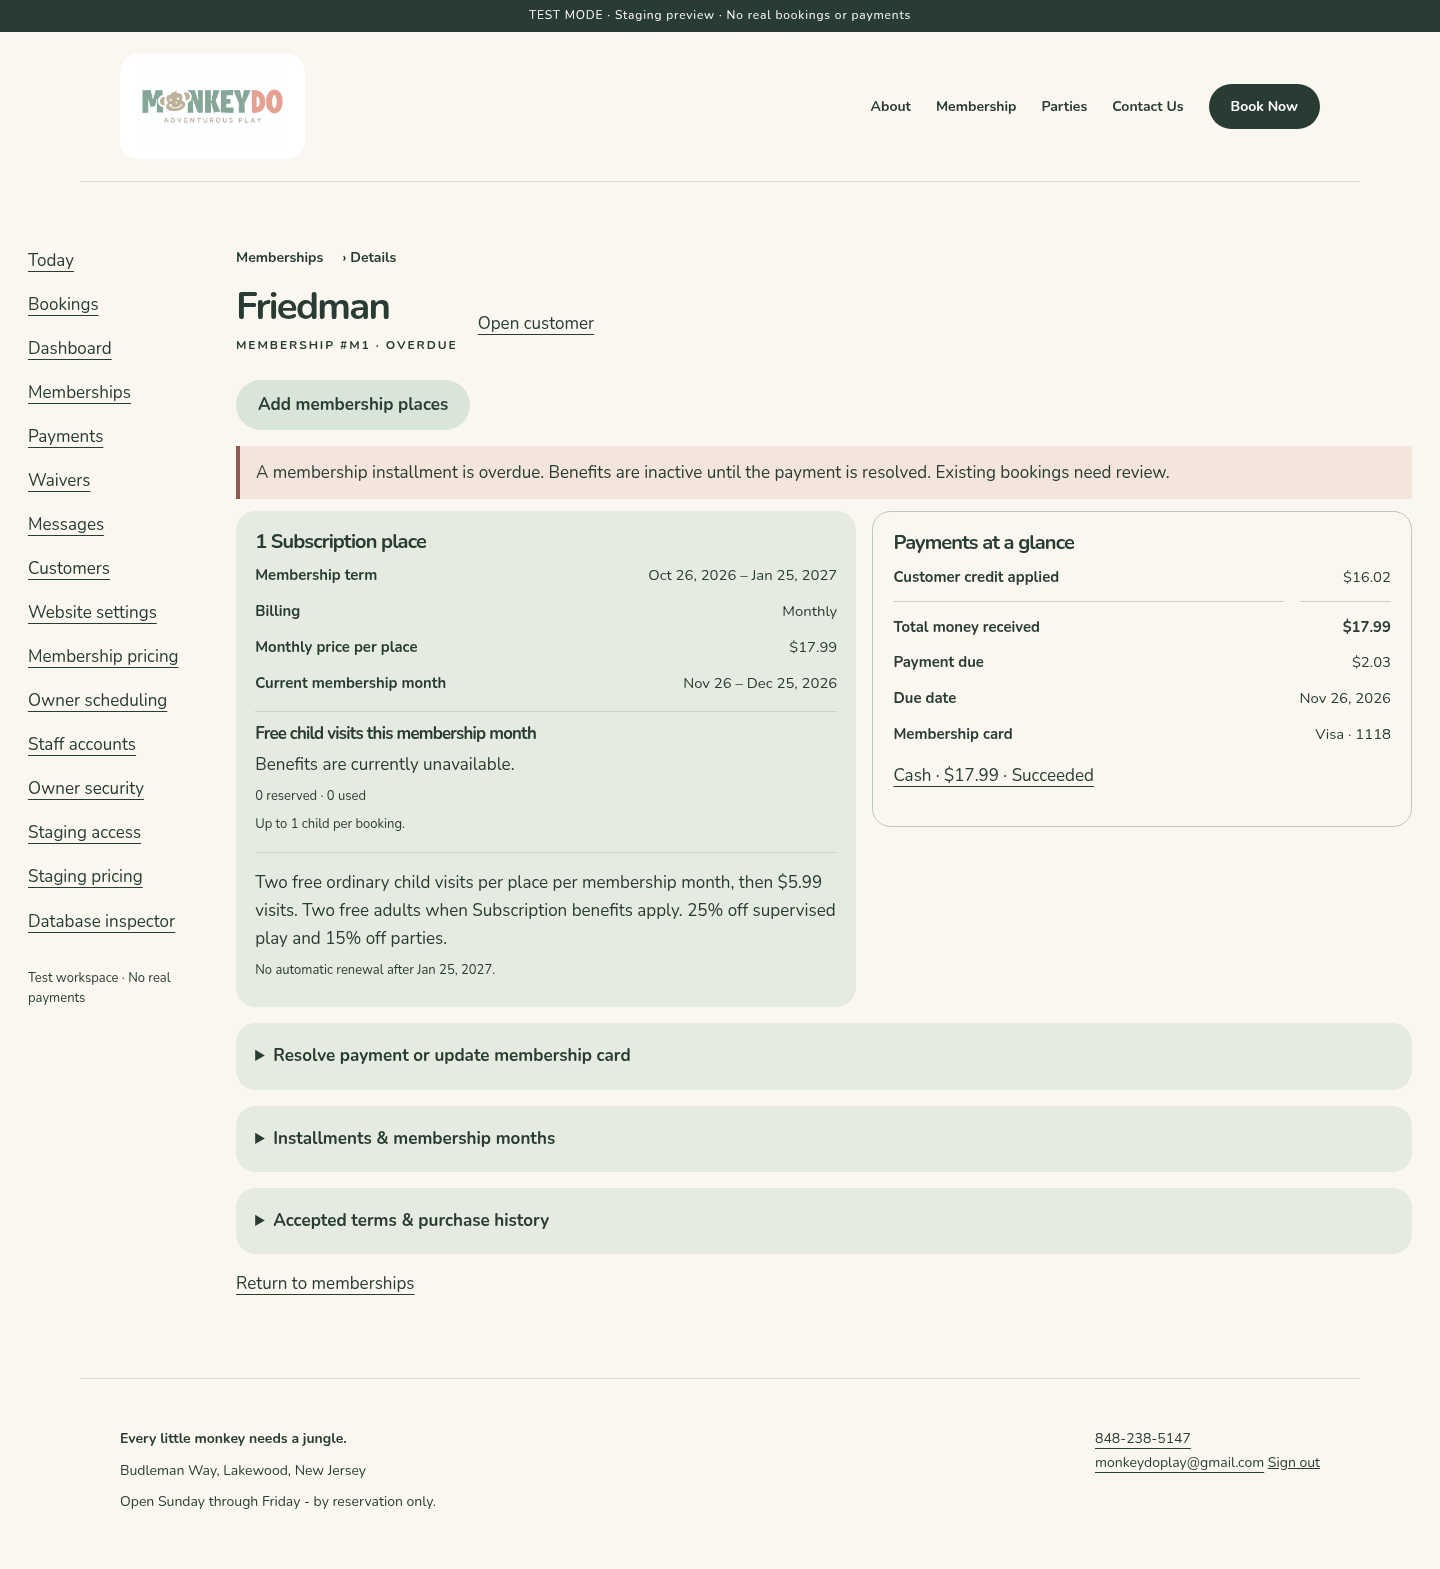 TEST MODE · Staging preview · No real bookings or payments
MONKEYDO
ADVENTUROUS PLAY
About
Membership
Parties
Contact Us
Book Now
Today
Bookings
Dashboard
Memberships
Payments
Waivers
Messages
Customers
Website settings
Membership pricing
Owner scheduling
Staff accounts
Owner security
Staging access
Staging pricing
Database inspector
Test workspace · No real
payments
Memberships › Details
Friedman
MEMBERSHIP #M1 · OVERDUE
Open customer
Add membership places
A membership installment is overdue. Benefits are inactive until the payment is resolved. Existing bookings need review.
1 Subscription place
Membership term Oct 26, 2026 – Jan 25, 2027
Billing Monthly
Monthly price per place $17.99
Current membership month Nov 26 – Dec 25, 2026
Free child visits this membership month
Benefits are currently unavailable.
0 reserved · 0 used
Up to 1 child per booking.
Two free ordinary child visits per place per membership month, then $5.99
visits. Two free adults when Subscription benefits apply. 25% off supervised
play and 15% off parties.
No automatic renewal after Jan 25, 2027.
Payments at a glance
Customer credit applied $16.02
Total money received $17.99
Payment due $2.03
Due date Nov 26, 2026
Membership card Visa · 1118
Cash · $17.99 · Succeeded
Resolve payment or update membership card
Installments & membership months
Accepted terms & purchase history
Return to memberships
Every little monkey needs a jungle.
Budleman Way, Lakewood, New Jersey
Open Sunday through Friday - by reservation only.
848-238-5147
monkeydoplay@gmail.com Sign out